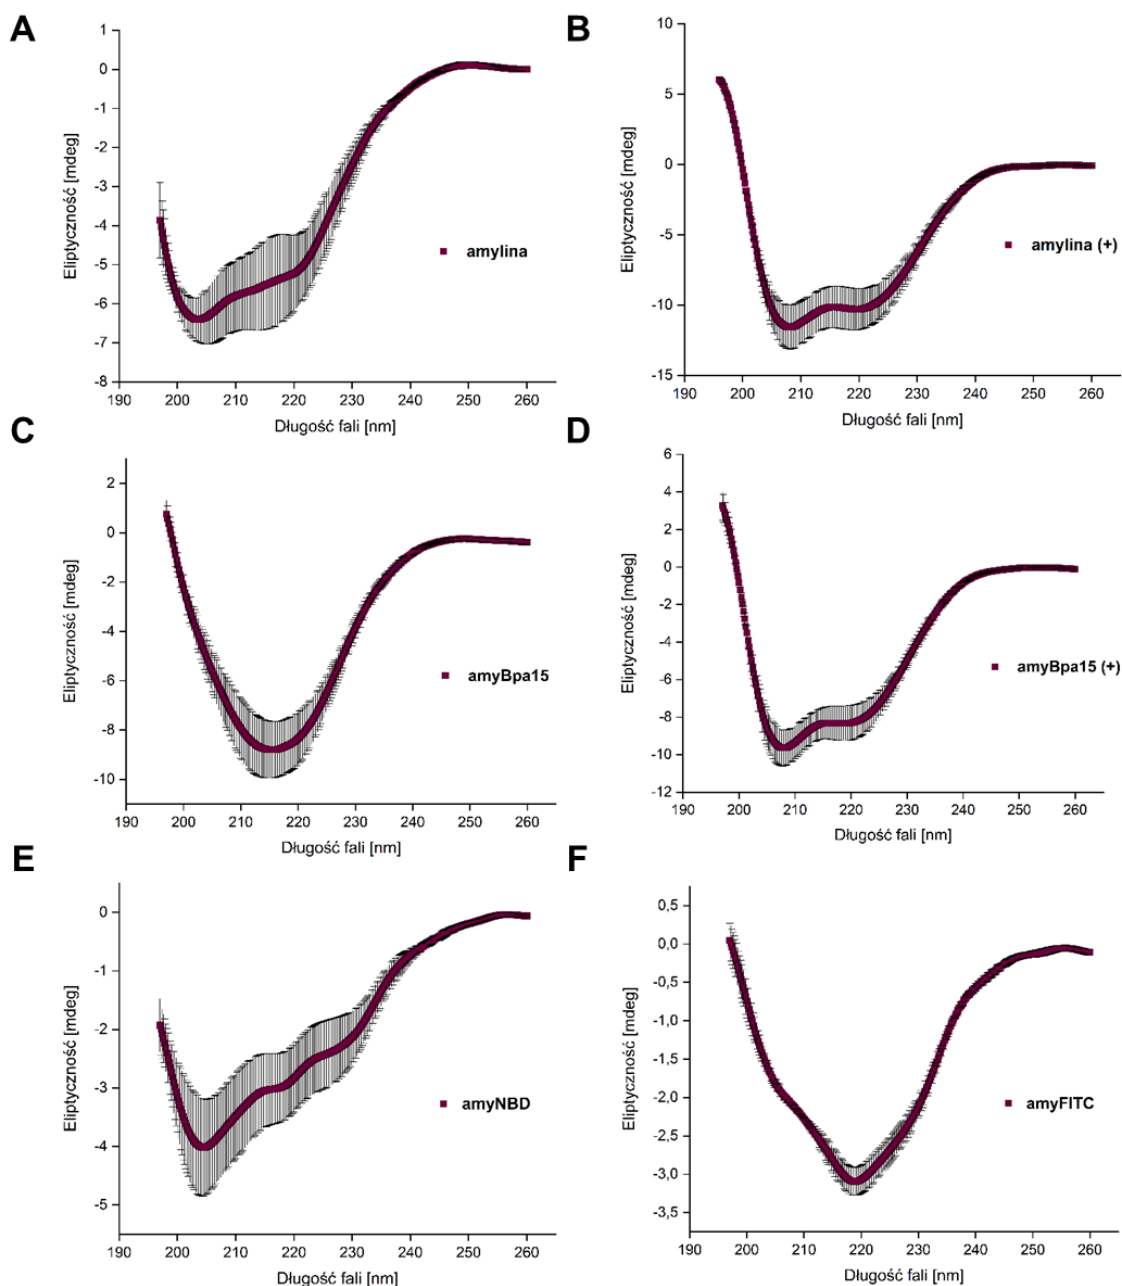 A
1
0
-1
-2
-3
-4
-5
-6
-7
-8
Eliptyczność [mdeg]
amylina
190 200 210 220 230 240 250 260
Długość fali [nm]
B
10
5
0
-5
-10
-15
Eliptyczność [mdeg]
amylina (+)
190 200 210 220 230 240 250 260
Długość fali [nm]
C
2
0
-2
-4
-6
-8
-10
Eliptyczność [mdeg]
amyBpa15
190 200 210 220 230 240 250 260
Długość fali [nm]
D
6
4
2
0
-2
-4
-6
-8
-10
-12
Eliptyczność [mdeg]
amyBpa15 (+)
190 200 210 220 230 240 250 260
Długość fali [nm]
E
0
-1
-2
-3
-4
-5
Eliptyczność [mdeg]
amyNBD
190 200 210 220 230 240 250 260
Długość fali [nm]
F
0,5
0,0
-0,5
-1,0
-1,5
-2,0
-2,5
-3,0
-3,5
Eliptyczność [mdeg]
amyFITC
190 200 210 220 230 240 250 260
Długość fali [nm]